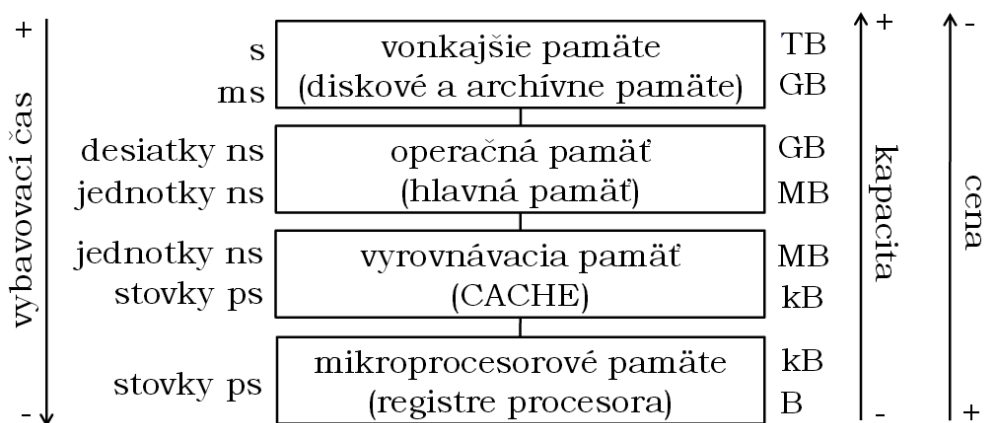 +
vybavovací čas
-
s
ms
vonkajšie pamäte
(diskové a archívne pamäte)
TB
GB
desiatky ns
jednotky ns
operačná pamäť
(hlavná pamäť)
GB
MB
jednotky ns
stovky ps
vyrovnávacia pamäť
(CACHE)
MB
kB
stovky ps
mikroprocesorové pamäte
(registre procesora)
kB
B
+
kapacita
-
-
cena
+